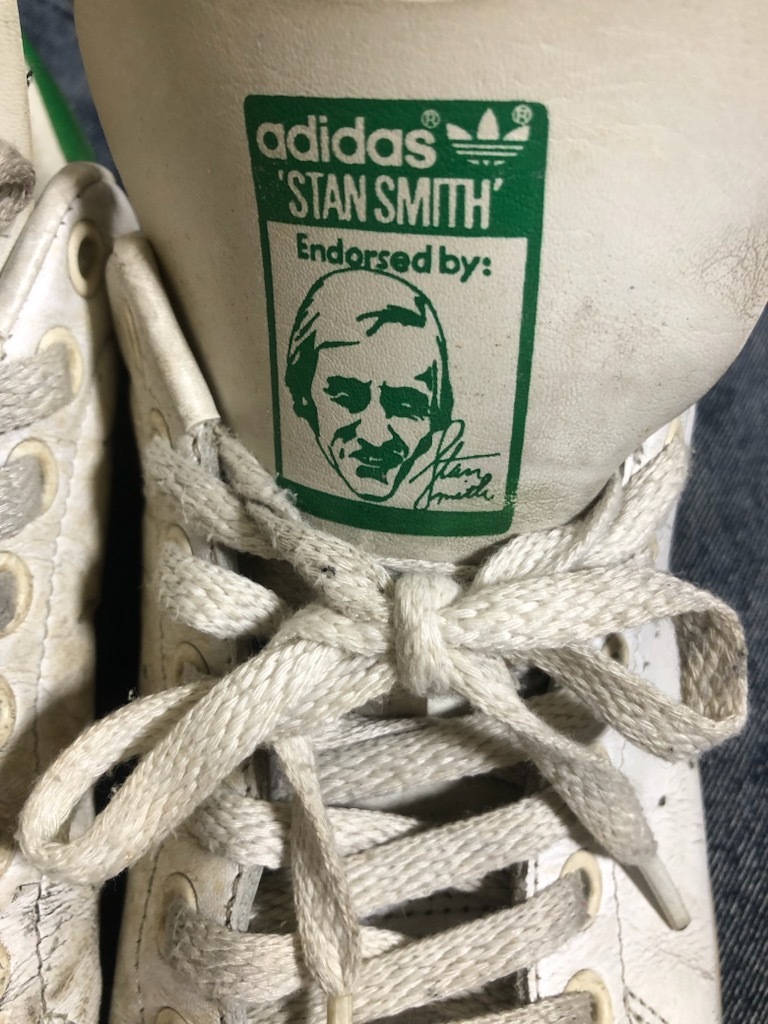 adidas®
®
'STAN SMITH'
Endorsed by:
Stan
Smith